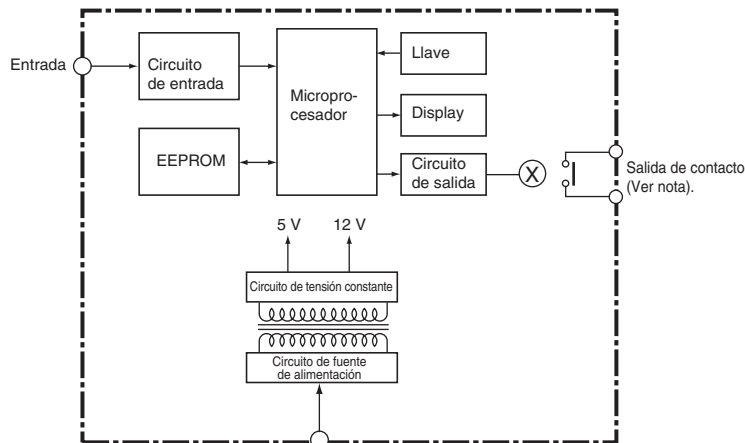 Entrada
Circuito
de entrada
EEPROM
Micropro-
cesador
Llave
Display
Circuito
de salida
X
Salida de contacto
(Ver nota).
5 V
12 V
Circuito de tensión constante
Circuito de fuente
de alimentación